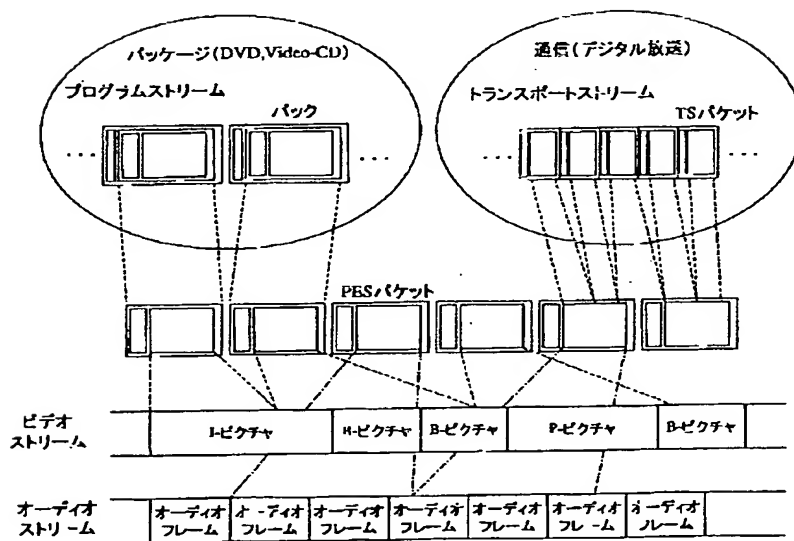 パッケージ(DVD,Video-CD)
プログラムストリーム
パック
・・・
・・・
通信(デジタル放送)
トランスポートストリーム
TSパケット
・・・
・・・
PESパケット
ビデオ
ストリーム
I-ピクチャ
B-ピクチャ
B-ピクチャ
P-ピクチャ
B-ピクチャ
オーディオ
ストリーム
オーディオ
フレーム
オーディオ
フレーム
オーディオ
フレーム
オーディオ
フレーム
オーディオ
フレーム
オーディオ
フレーム
オーディオ
フレーム